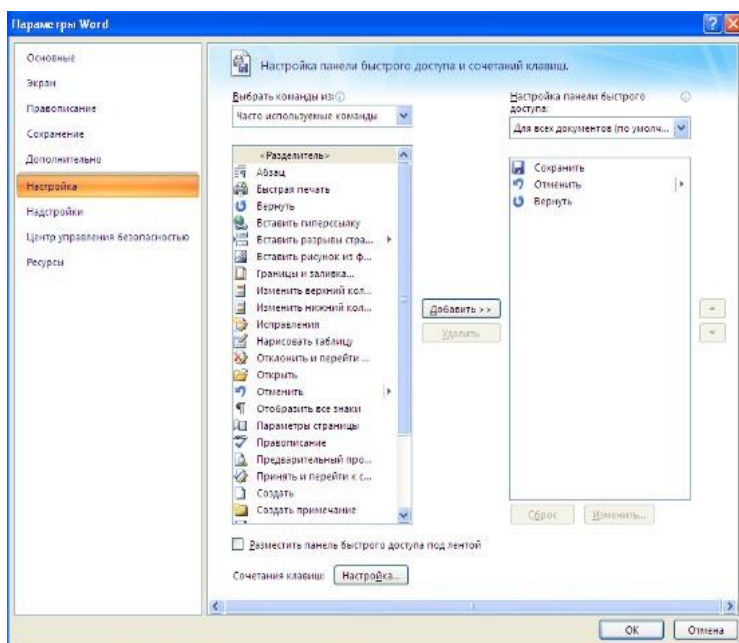 Параметры Word
Основные
Экран
Правописание
Сохранение
Дополнительно
Настройка
Надстройки
Центр управления безопасностью
Ресурсы
Настройка панели быстрого доступа и сочетаний клавиш.
Выбрать команды из:
Часто используемые команды
<Разделитель>
Абзац
Быстрая печать
Вернуть
Вставить гиперссылку
Вставить разрывы стра...
Вставить рисунок из ф...
Границы и заливка...
Изменить верхний кол...
Изменить нижний кол...
Исправления
Нарисовать таблицу
Отклонить и перейти ...
Открыть
Отменить
Отобразить все знаки
Параметры страницы
Правописание
Предварительный про...
Принять и перейти к с...
Создать
Создать примечание
Добавить >>
Удалить
Настройка панели быстрого
доступа:
Для всех документов (по умолч...
Сохранить
Отменить
Вернуть
Сброс
Изменить...
Разместить панель быстрого доступа под лентой
Сочетания клавиш:
Настройка...
OK
Отмена